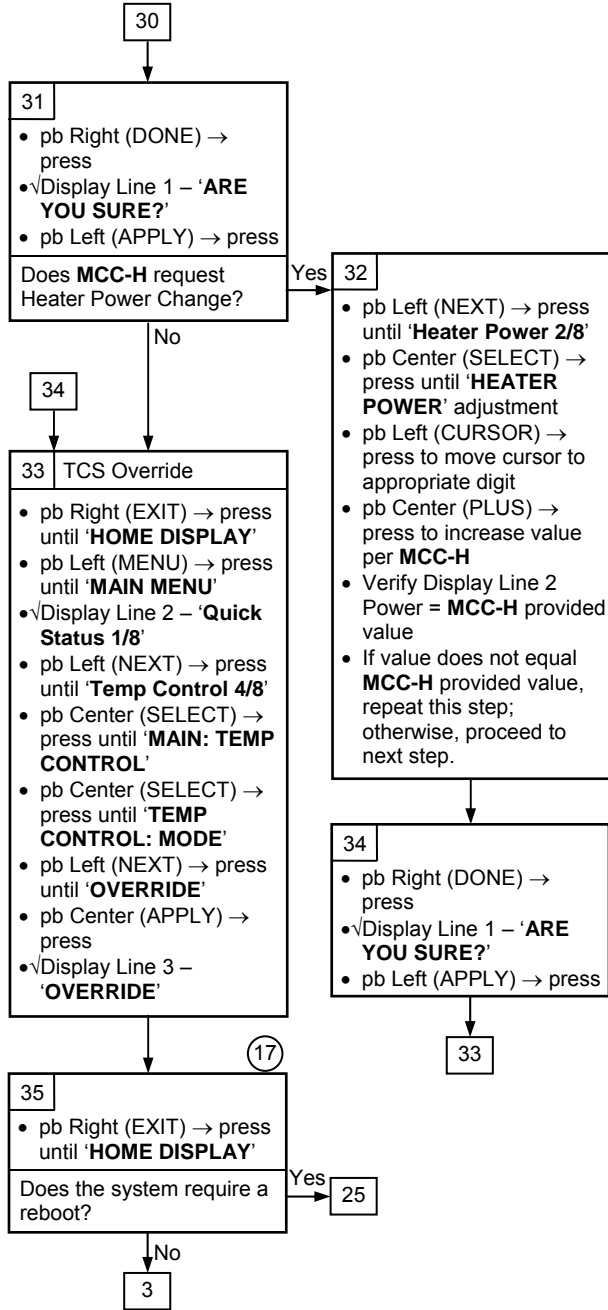 30
31
• pb Right (DONE) →
press
•√Display Line 1 – ‘ARE
YOU SURE?’
• pb Left (APPLY) → press
Does MCC-H request
Heater Power Change?
Yes
No
32
• pb Left (NEXT) → press
until ‘Heater Power 2/8’
• pb Center (SELECT) →
press until ‘HEATER
POWER’ adjustment
• pb Left (CURSOR) →
press to move cursor to
appropriate digit
• pb Center (PLUS) →
press to increase value
per MCC-H
• Verify Display Line 2
Power = MCC-H provided
value
• If value does not equal
MCC-H provided value,
repeat this step;
otherwise, proceed to
next step.
34
• pb Right (DONE) →
press
•√Display Line 1 – ‘ARE
YOU SURE?’
• pb Left (APPLY) → press
33
34
33 TCS Override
• pb Right (EXIT) → press
until ‘HOME DISPLAY’
• pb Left (MENU) → press
until ‘MAIN MENU’
•√Display Line 2 – ‘Quick
Status 1/8’
• pb Left (NEXT) → press
until ‘Temp Control 4/8’
• pb Center (SELECT) →
press until ‘MAIN: TEMP
CONTROL’
• pb Center (SELECT) →
press until ‘TEMP
CONTROL: MODE’
• pb Left (NEXT) → press
until ‘OVERRIDE’
• pb Center (APPLY) →
press
•√Display Line 3 –
‘OVERRIDE’
17
35
• pb Right (EXIT) → press
until ‘HOME DISPLAY’
Does the system require a
reboot?
Yes
25
No
3